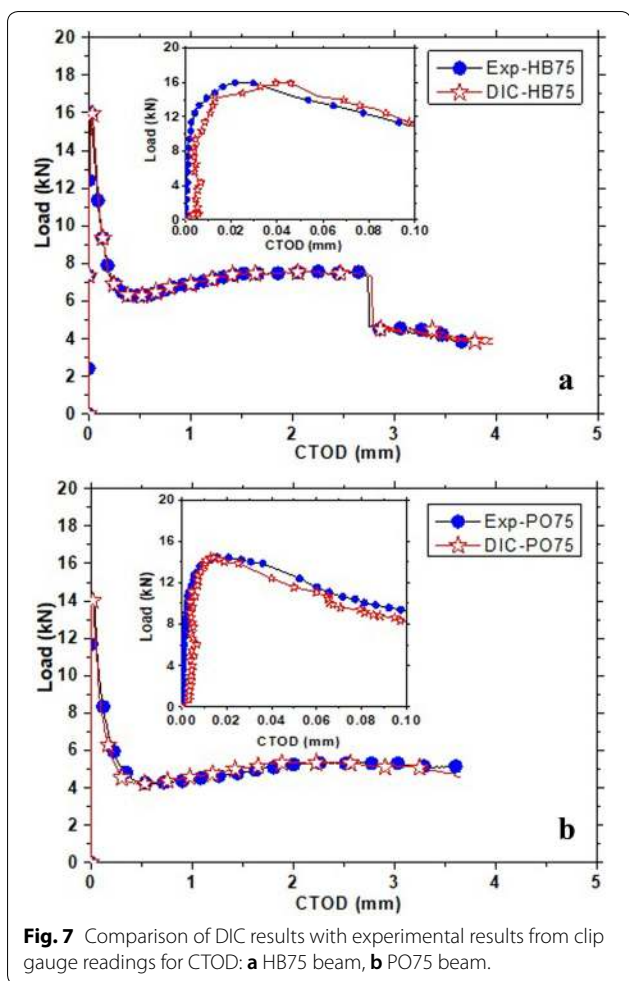 20
18
16
14
12
10
8
6
4
2
0
Load (kN)
0 1 2 3 4 5
CTOD (mm)
20
16
12
8
4
0
Load (kN)
0.00 0.02 0.04 0.06 0.08 0.10
CTOD (mm)
Exp-HB75
DIC-HB75
a
20
18
16
14
12
10
8
6
4
2
0
Load (kN)
0 1 2 3 4 5
CTOD (mm)
20
16
12
8
4
0
Load (kN)
0.00 0.02 0.04 0.06 0.08 0.10
CTOD (mm)
Exp-PO75
DIC-PO75
b
Fig. 7 Comparison of DIC results with experimental results from clip
gauge readings for CTOD: a HB75 beam, b PO75 beam.